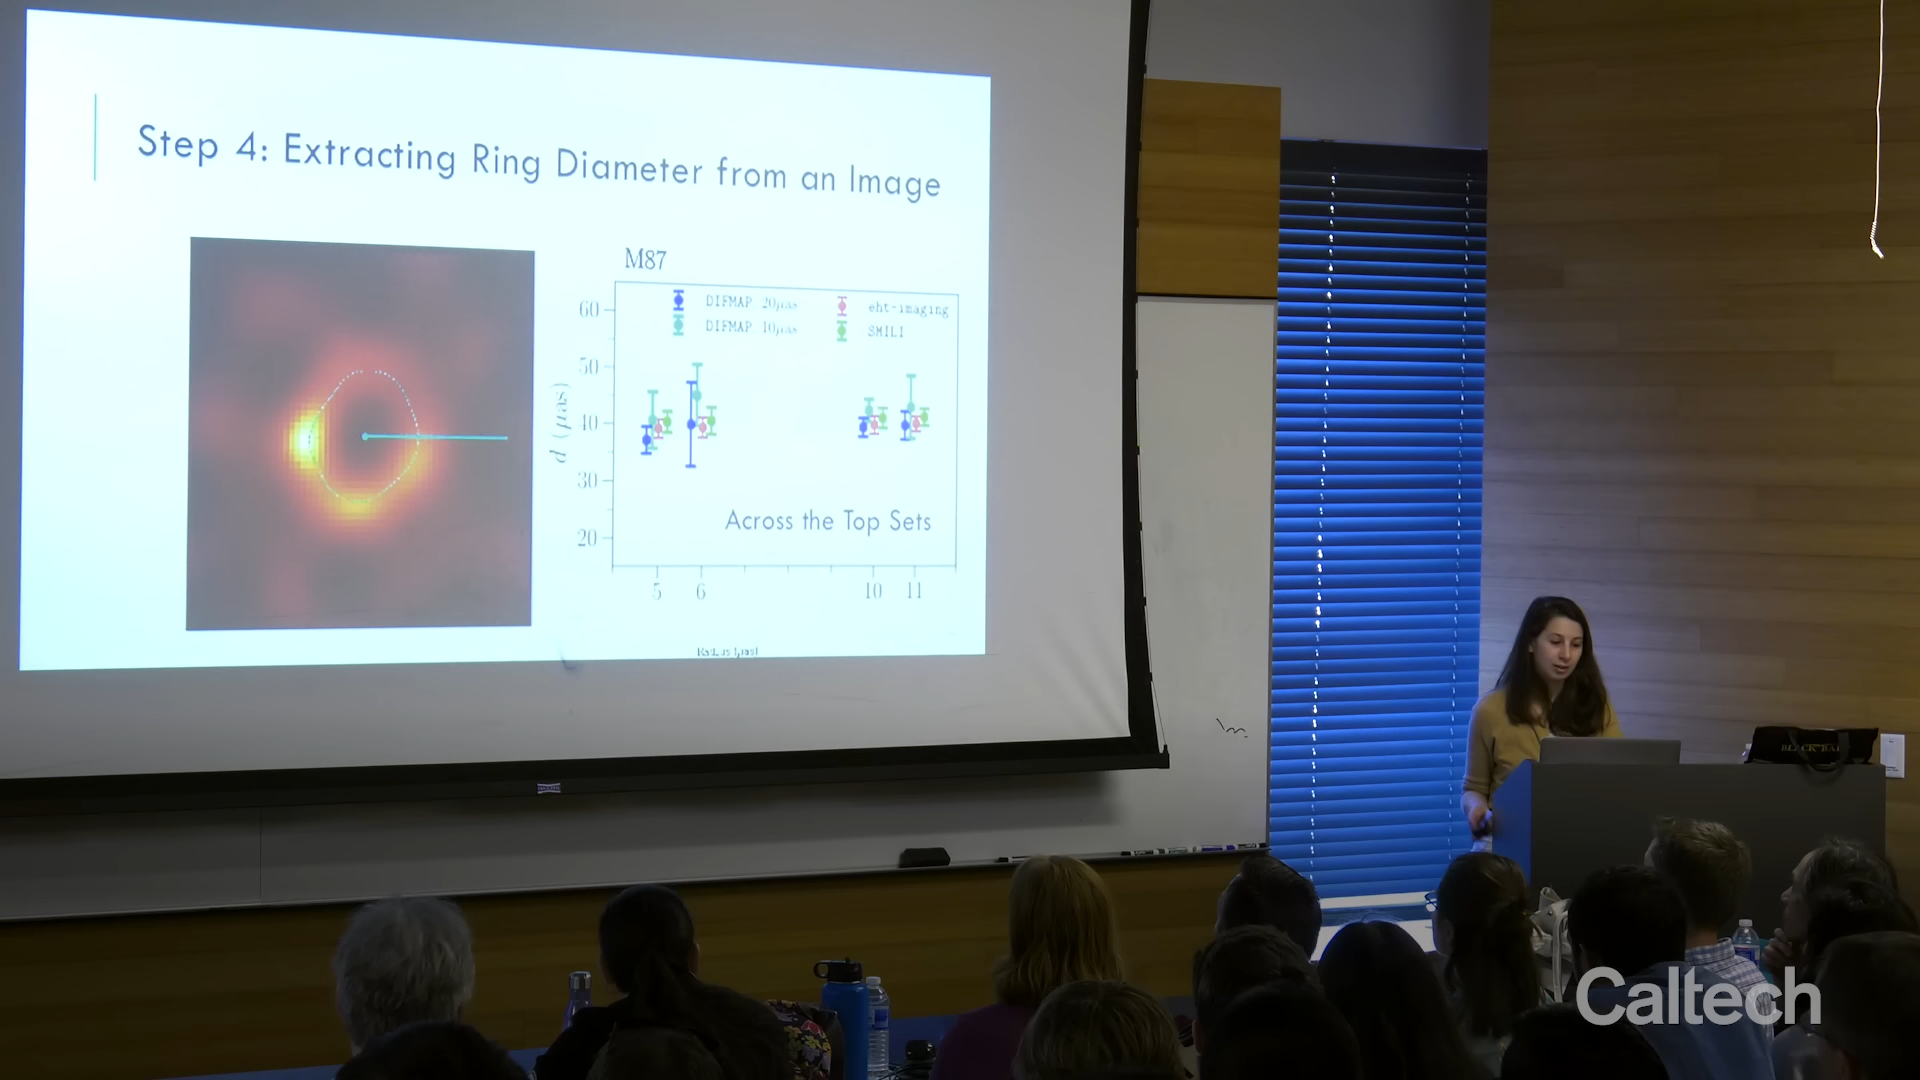 Step 4: Extracting Ring Diameter from an Image
M87
DIFMAP 20μas
DIFMAP 10μas
eht-imaging
SMILI
d (μas)
60
50
40
30
20
Across the Top Sets
5 6 10 11
Caltech